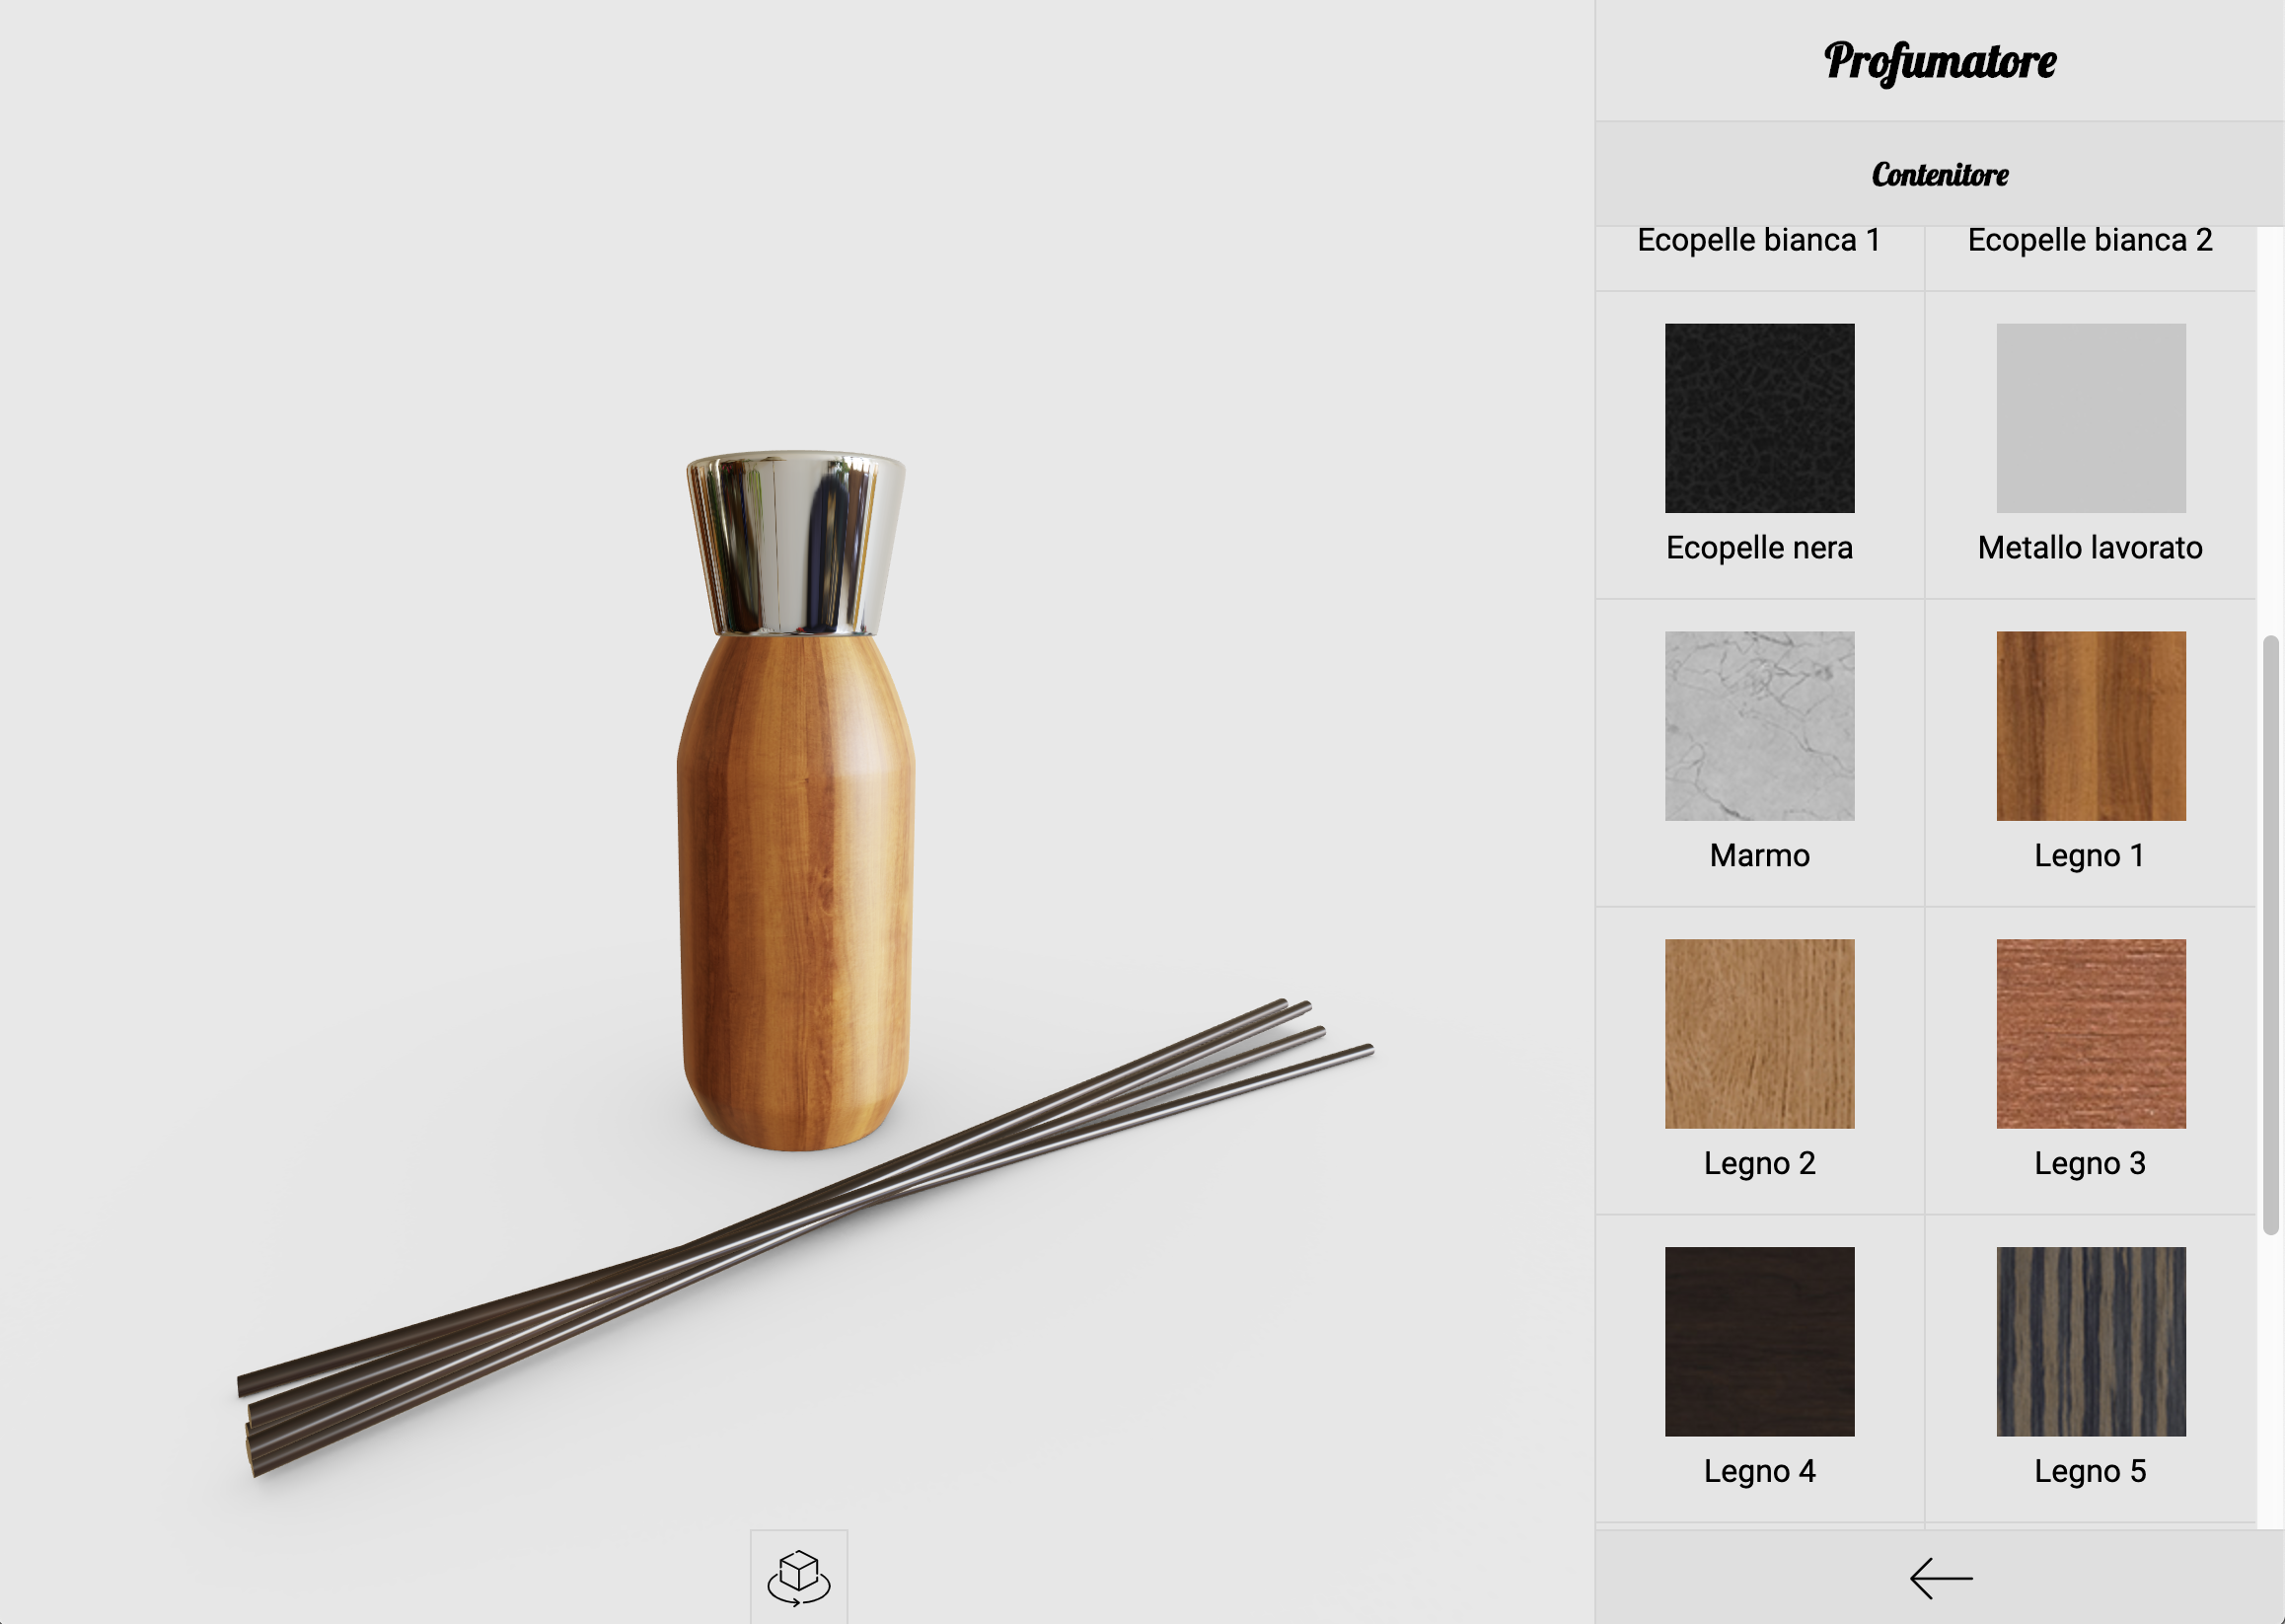 Profumatore
Contenitore
Ecopelle bianca 1
Ecopelle bianca 2
Ecopelle nera
Metallo lavorato
Marmo
Legno 1
Legno 2
Legno 3
Legno 4
Legno 5